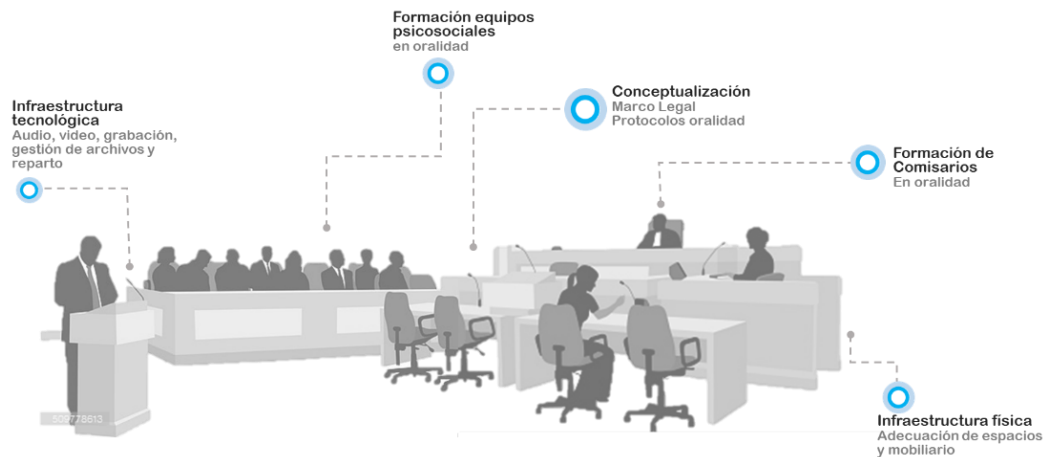 Formación equipos
psicosociales
en oralidad
Conceptualización
Marco Legal
Protocolos oralidad
Infraestructura
tecnológica
Audio, video, grabación,
gestión de archivos y
reparto
Formación de
Comisarios
En oralidad
Infraestructura física
Adecuación de espacios
y mobiliario
509778613